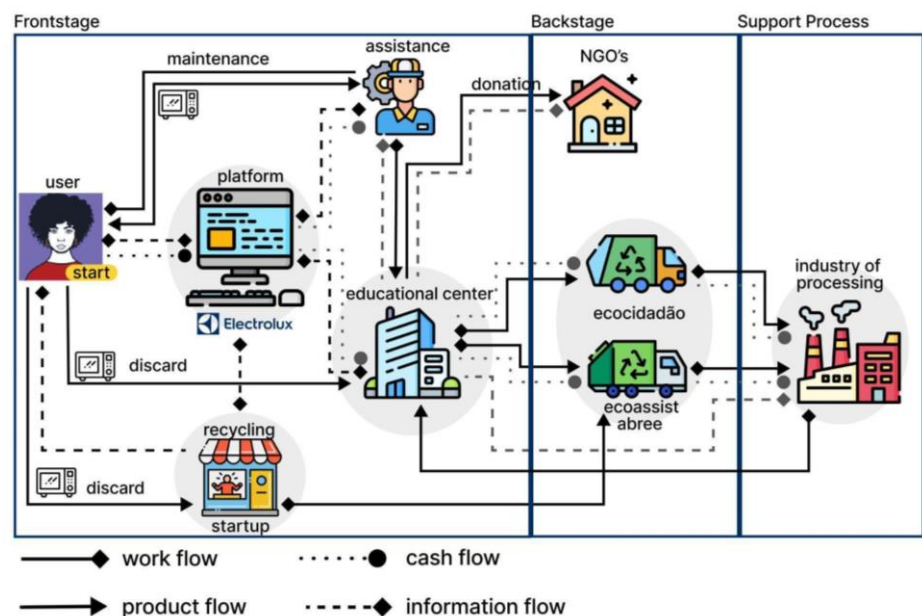 Frontstage
Backstage
Support Process
assistance
NGO's
maintenance
donation
user
platform
start
Electrolux
educational center
ecocidadão
industry of
processing
discard
ecoassist
abree
recycling
discard
startup
work flow
cash flow
product flow
information flow